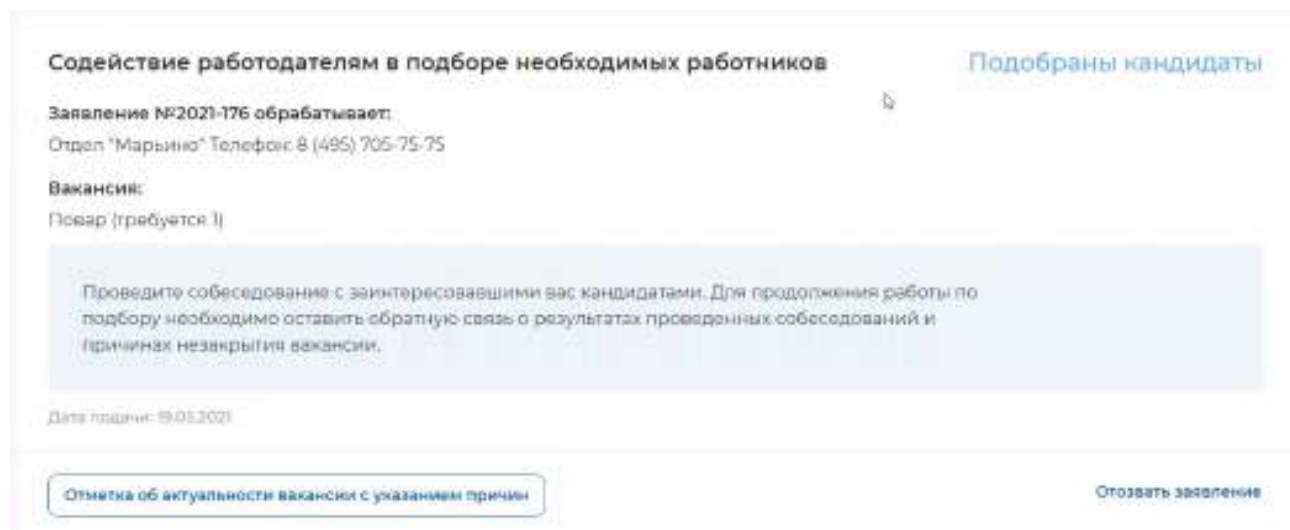 Содействие работодателям в подборе необходимых работников
Подобраны кандидаты
Заявление №2021-176 обрабатывает:
Отдел "Марьино" Телефон: 8 (495) 705-75-75
Вакансия:
Повар (требуется 1)
Проведите собеседование с заинтересовавшими вас кандидатами. Для продолжения работы по
подбору необходимо оставить обратную связь о результатах проведенных собеседований и
причинах незакрытия вакансии.
Дата подачи: 19.03.2021
Отметка об актуальности вакансии с указанием причин
Отозвать заявление